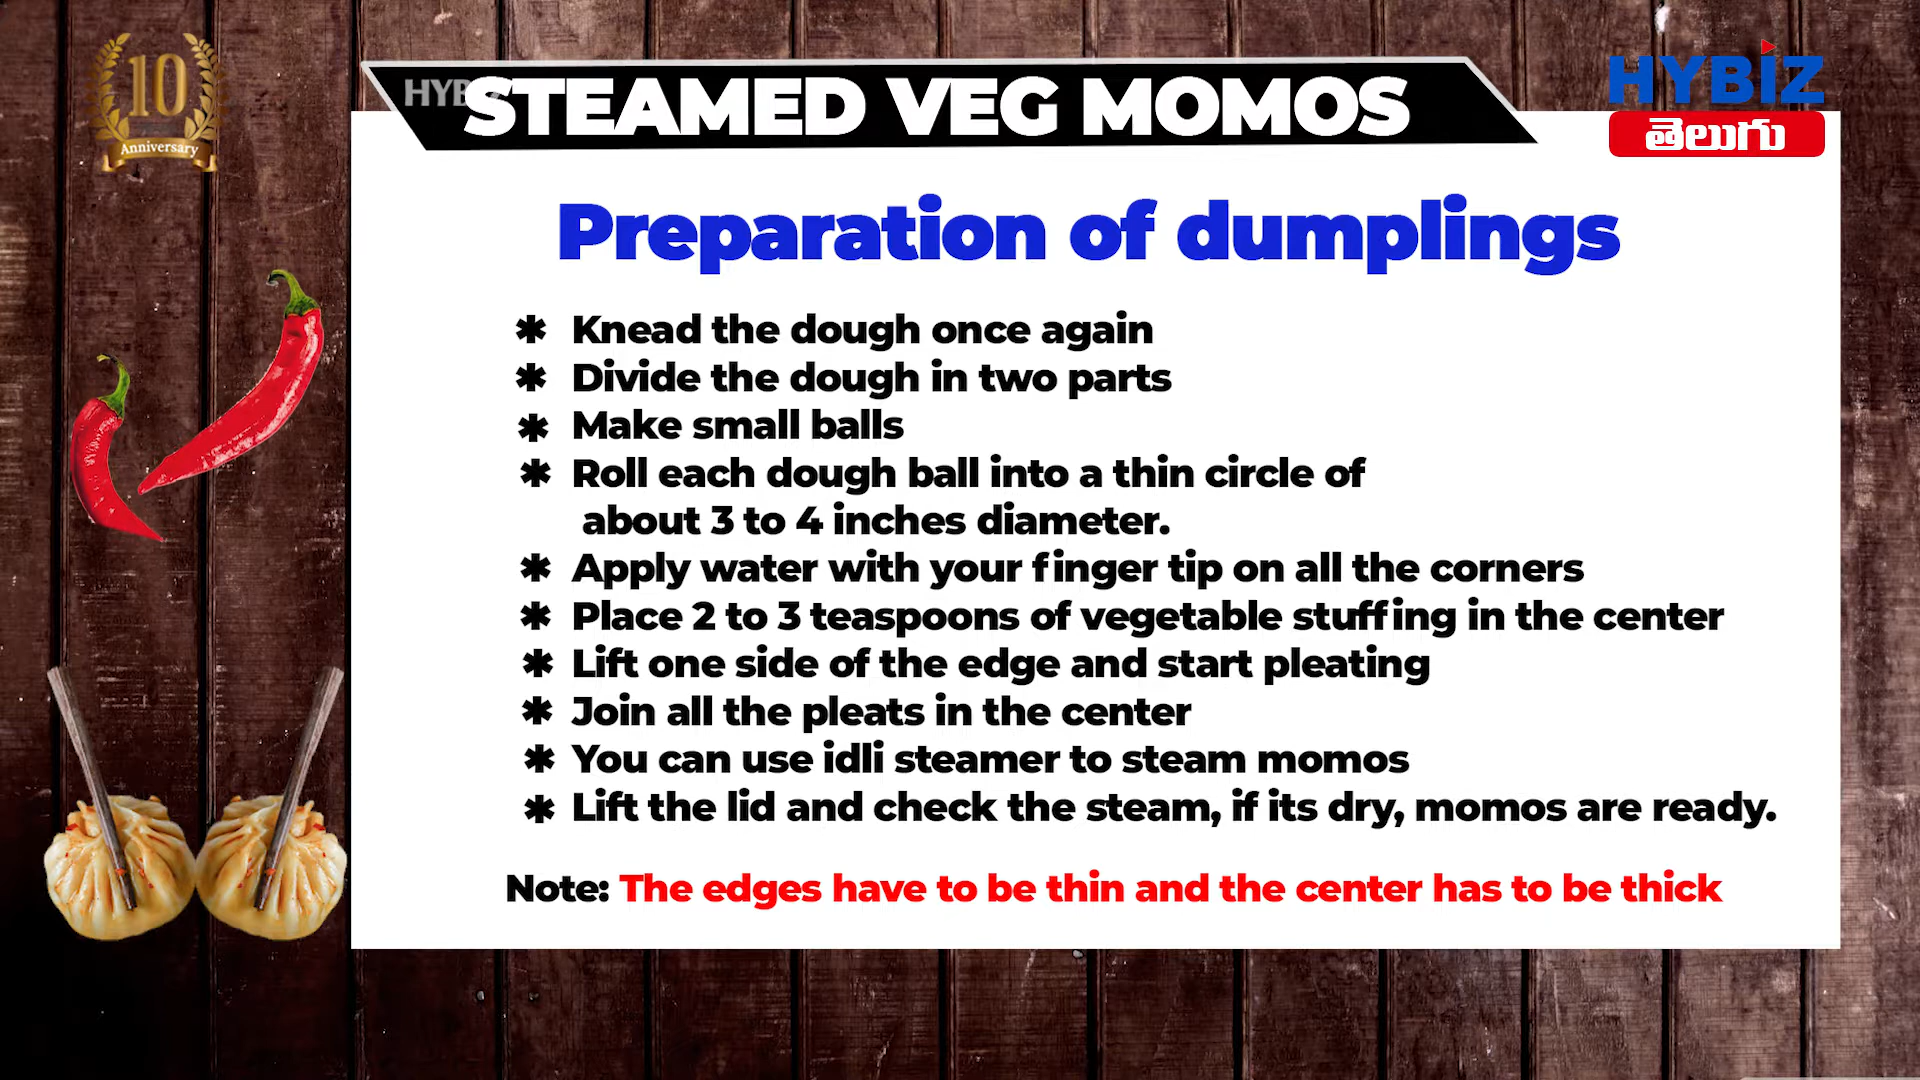 10
Anniversary
HYBIZ
తెలుగు
STEAMED VEG MOMOS
Preparation of dumplings
* Knead the dough once again
* Divide the dough in two parts
* Make small balls
* Roll each dough ball into a thin circle of
about 3 to 4 inches diameter.
* Apply water with your finger tip on all the corners
* Place 2 to 3 teaspoons of vegetable stuffing in the center
* Lift one side of the edge and start pleating
* Join all the pleats in the center
* You can use idli steamer to steam momos
* Lift the lid and check the steam, if its dry, momos are ready.
Note: The edges have to be thin and the center has to be thick